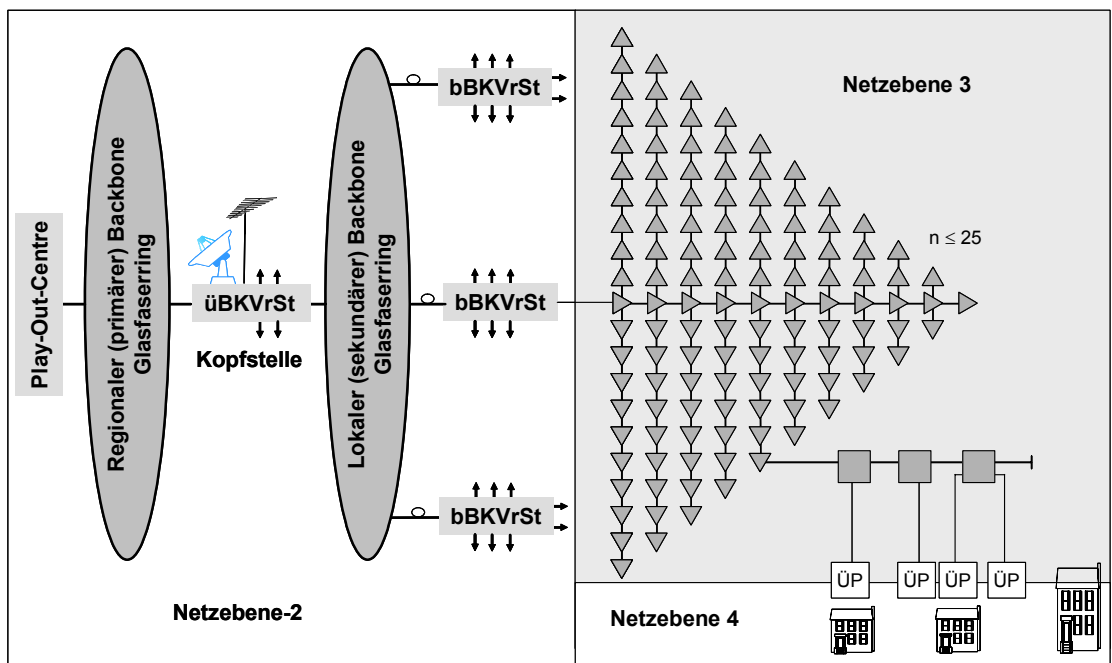 Play-Out-Centre
Regionaler (primärer) Backbone
Glasfaserring
üBKVrSt
Kopfstelle
Lokaler (sekundärer) Backbone
Glasfaserring
bBKVrSt
bBKVrSt
bBKVrSt
Netzebene-2
Netzebene 3
n ≤ 25
ÜP
ÜP
ÜP
ÜP
Netzebene 4